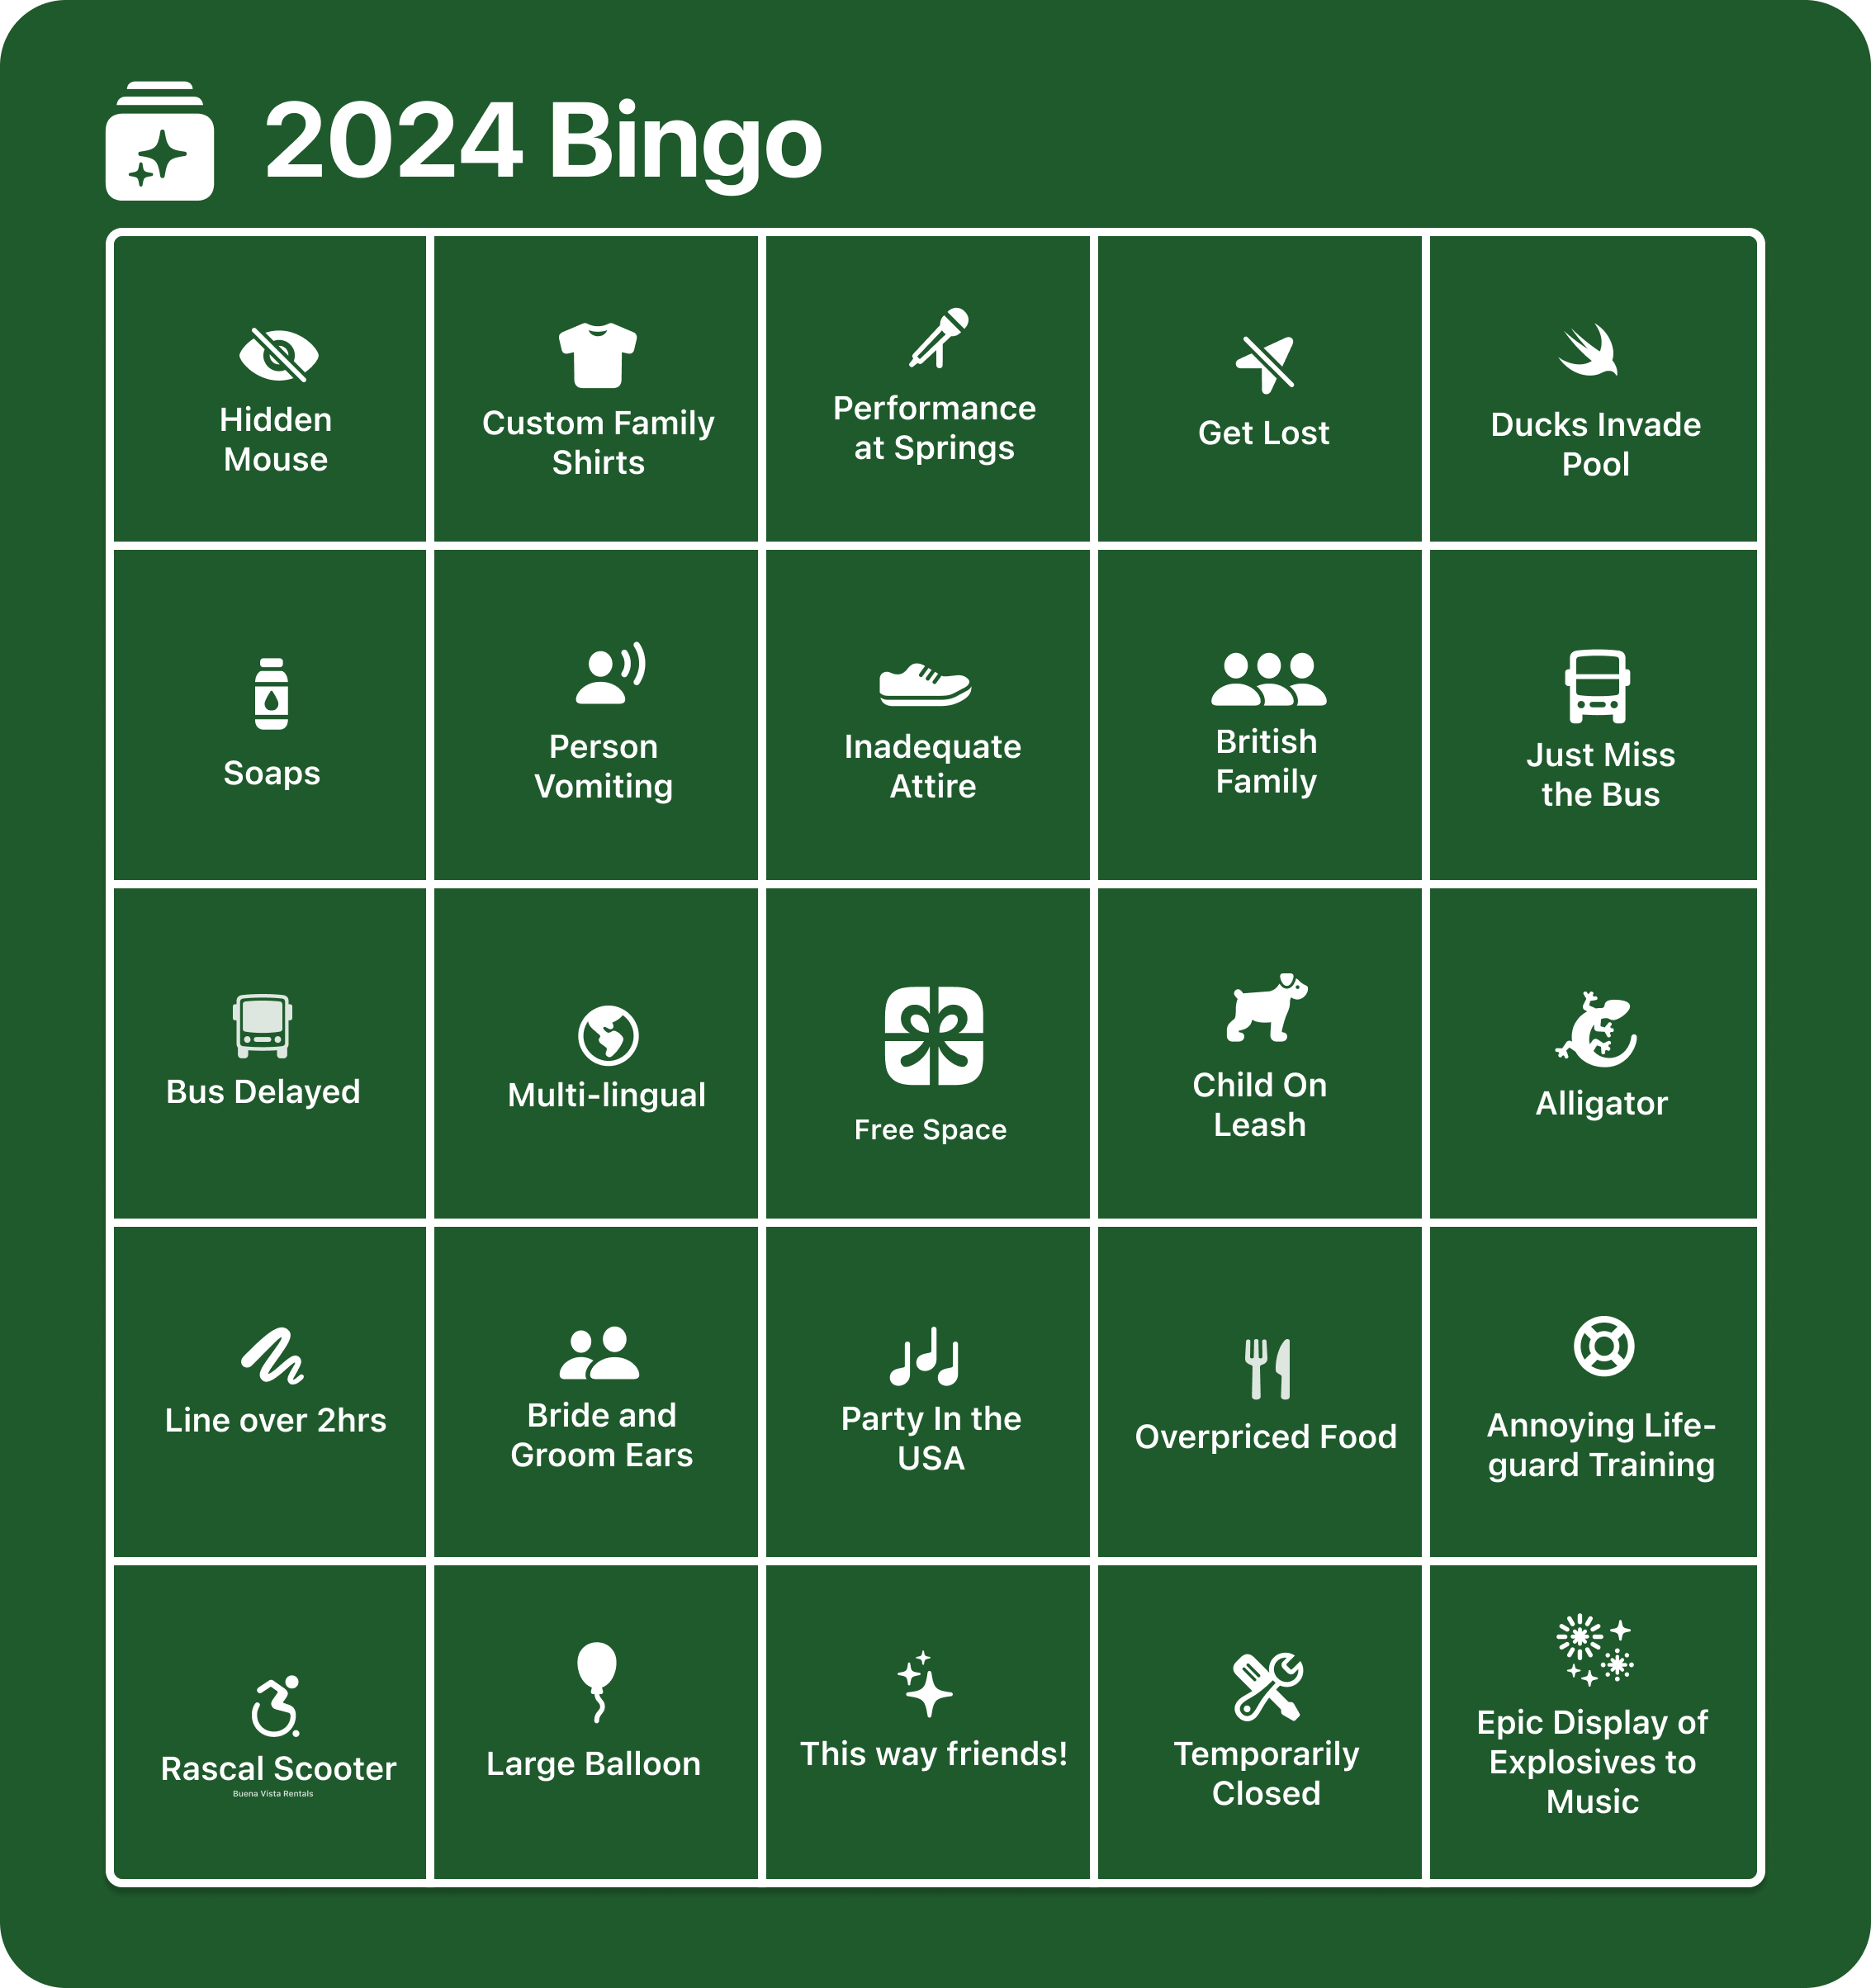 2024 Bingo
Hidden
Mouse
Custom Family
Shirts
Performance
at Springs
Get Lost
Ducks Invade
Pool
Soaps
Person
Vomiting
Inadequate
Attire
British
Family
Just Miss
the Bus
Bus Delayed
Multi-lingual
Free Space
Child On
Leash
Alligator
Line over 2hrs
Bride and
Groom Ears
Party In the
USA
Overpriced Food
Annoying Life-
guard Training
Rascal Scooter
Buena Vista Rentals
Large Balloon
This way friends!
Temporarily
Closed
Epic Display of
Explosives to
Music